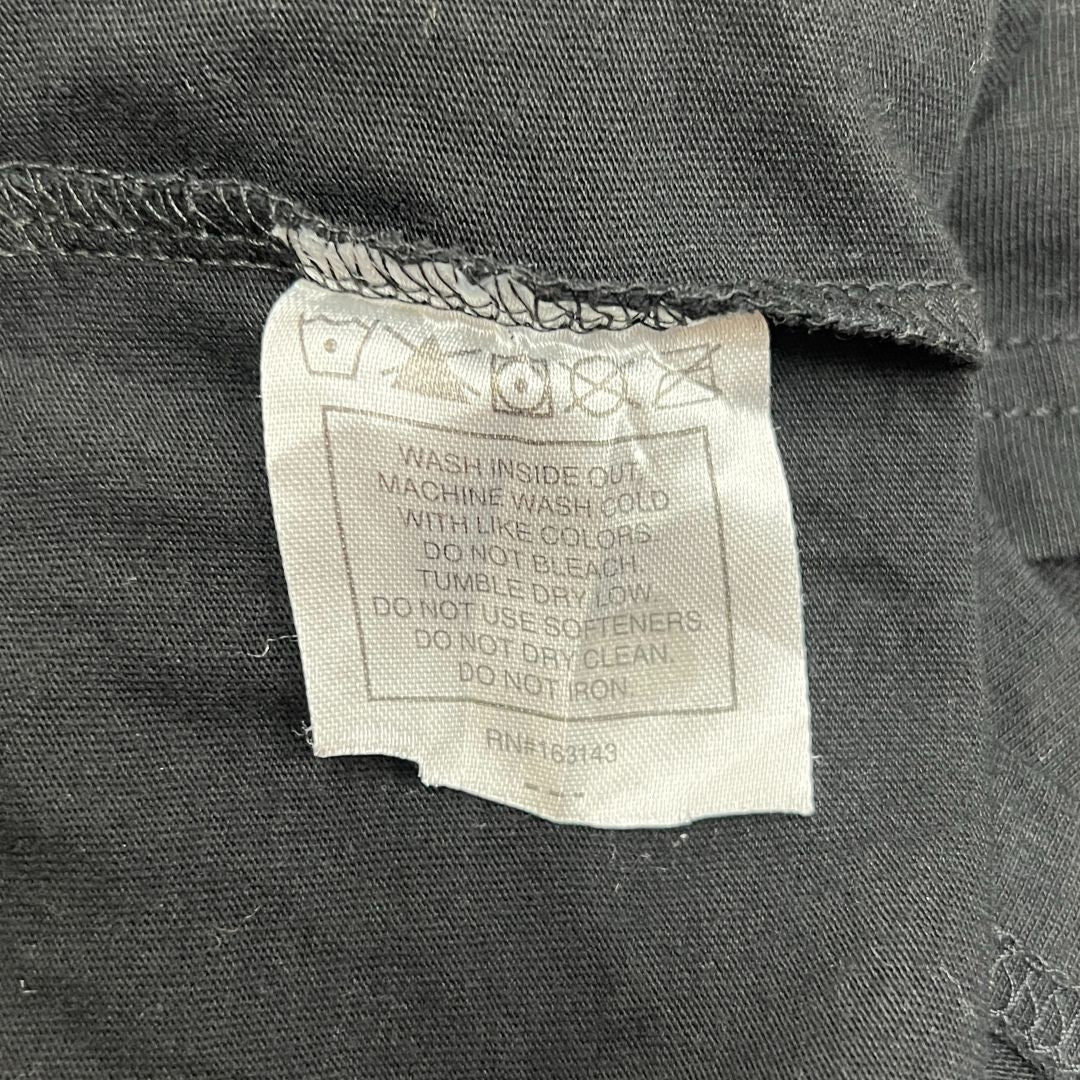 WASH INSIDE OUT.
MACHINE WASH COLD
WITH LIKE COLORS.
DO NOT BLEACH.
TUMBLE DRY LOW.
DO NOT USE SOFTENERS.
DO NOT DRY CLEAN.
DO NOT IRON.
RN#163143